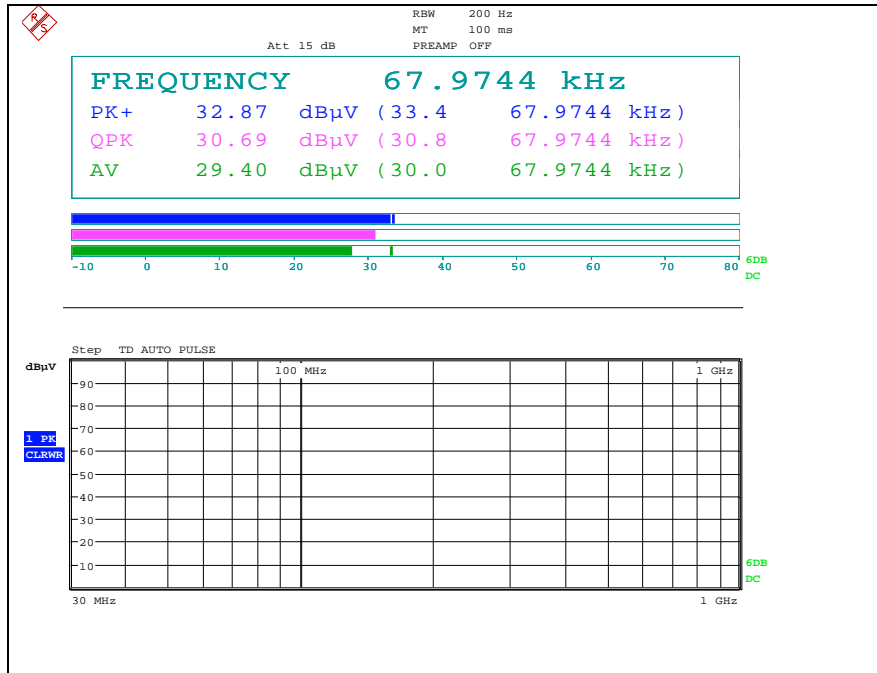 R S
RBW 200 Hz
MT 100 ms
Att 15 dB PREAMP OFF
FREQUENCY 67.9744 kHz
PK+ 32.87 dBµV (33.4 67.9744 kHz)
QPK 30.69 dBµV (30.8 67.9744 kHz)
AV 29.40 dBµV (30.0 67.9744 kHz)
-10 0 10 20 30 40 50 60 70 80 6DB
DC
Step TD AUTO PULSE
dBµV 100 MHz 1 GHz
90
80
70
1 PK
CLRWR 60
50
40
30
20
10 6DB
DC
30 MHz 1 GHz